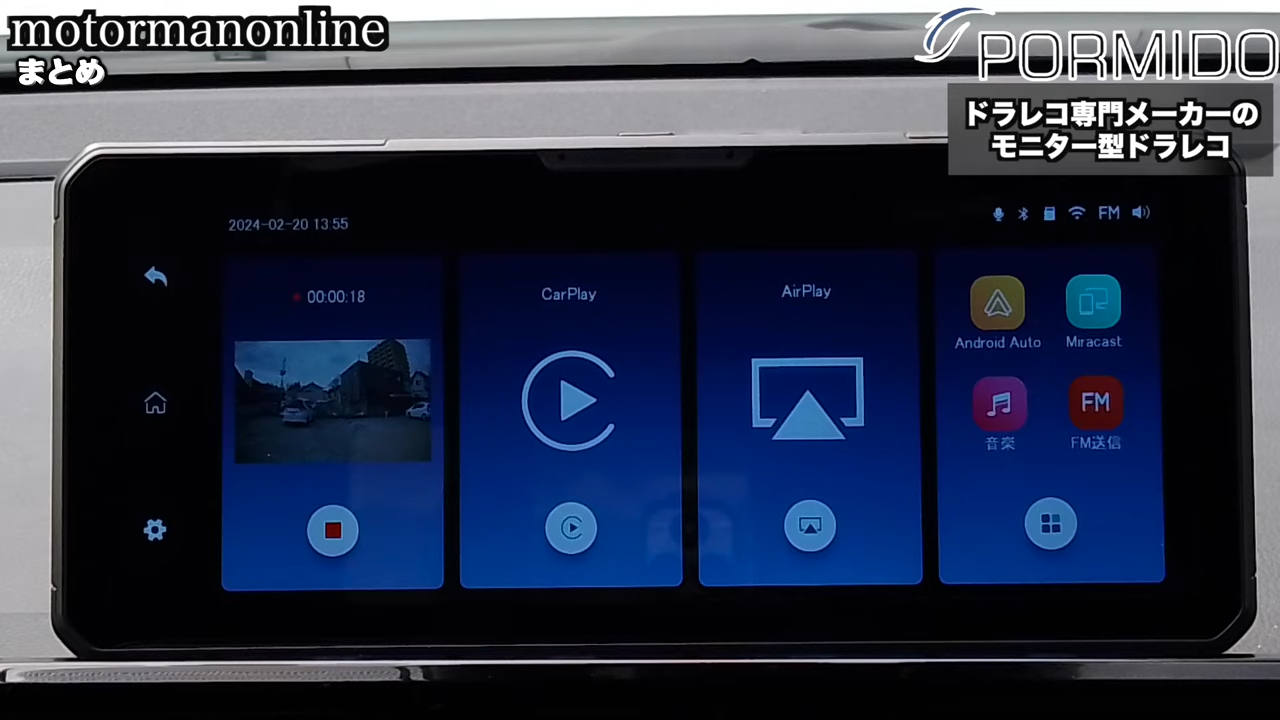 motormanonline
まとめ
PORMIDO
ドラレコ専門メーカーの
モニター型ドラレコ
2024-02-20 13:55
FM
00:00:18
CarPlay
AirPlay
Android Auto
Miracast
音楽
FM
FM送信